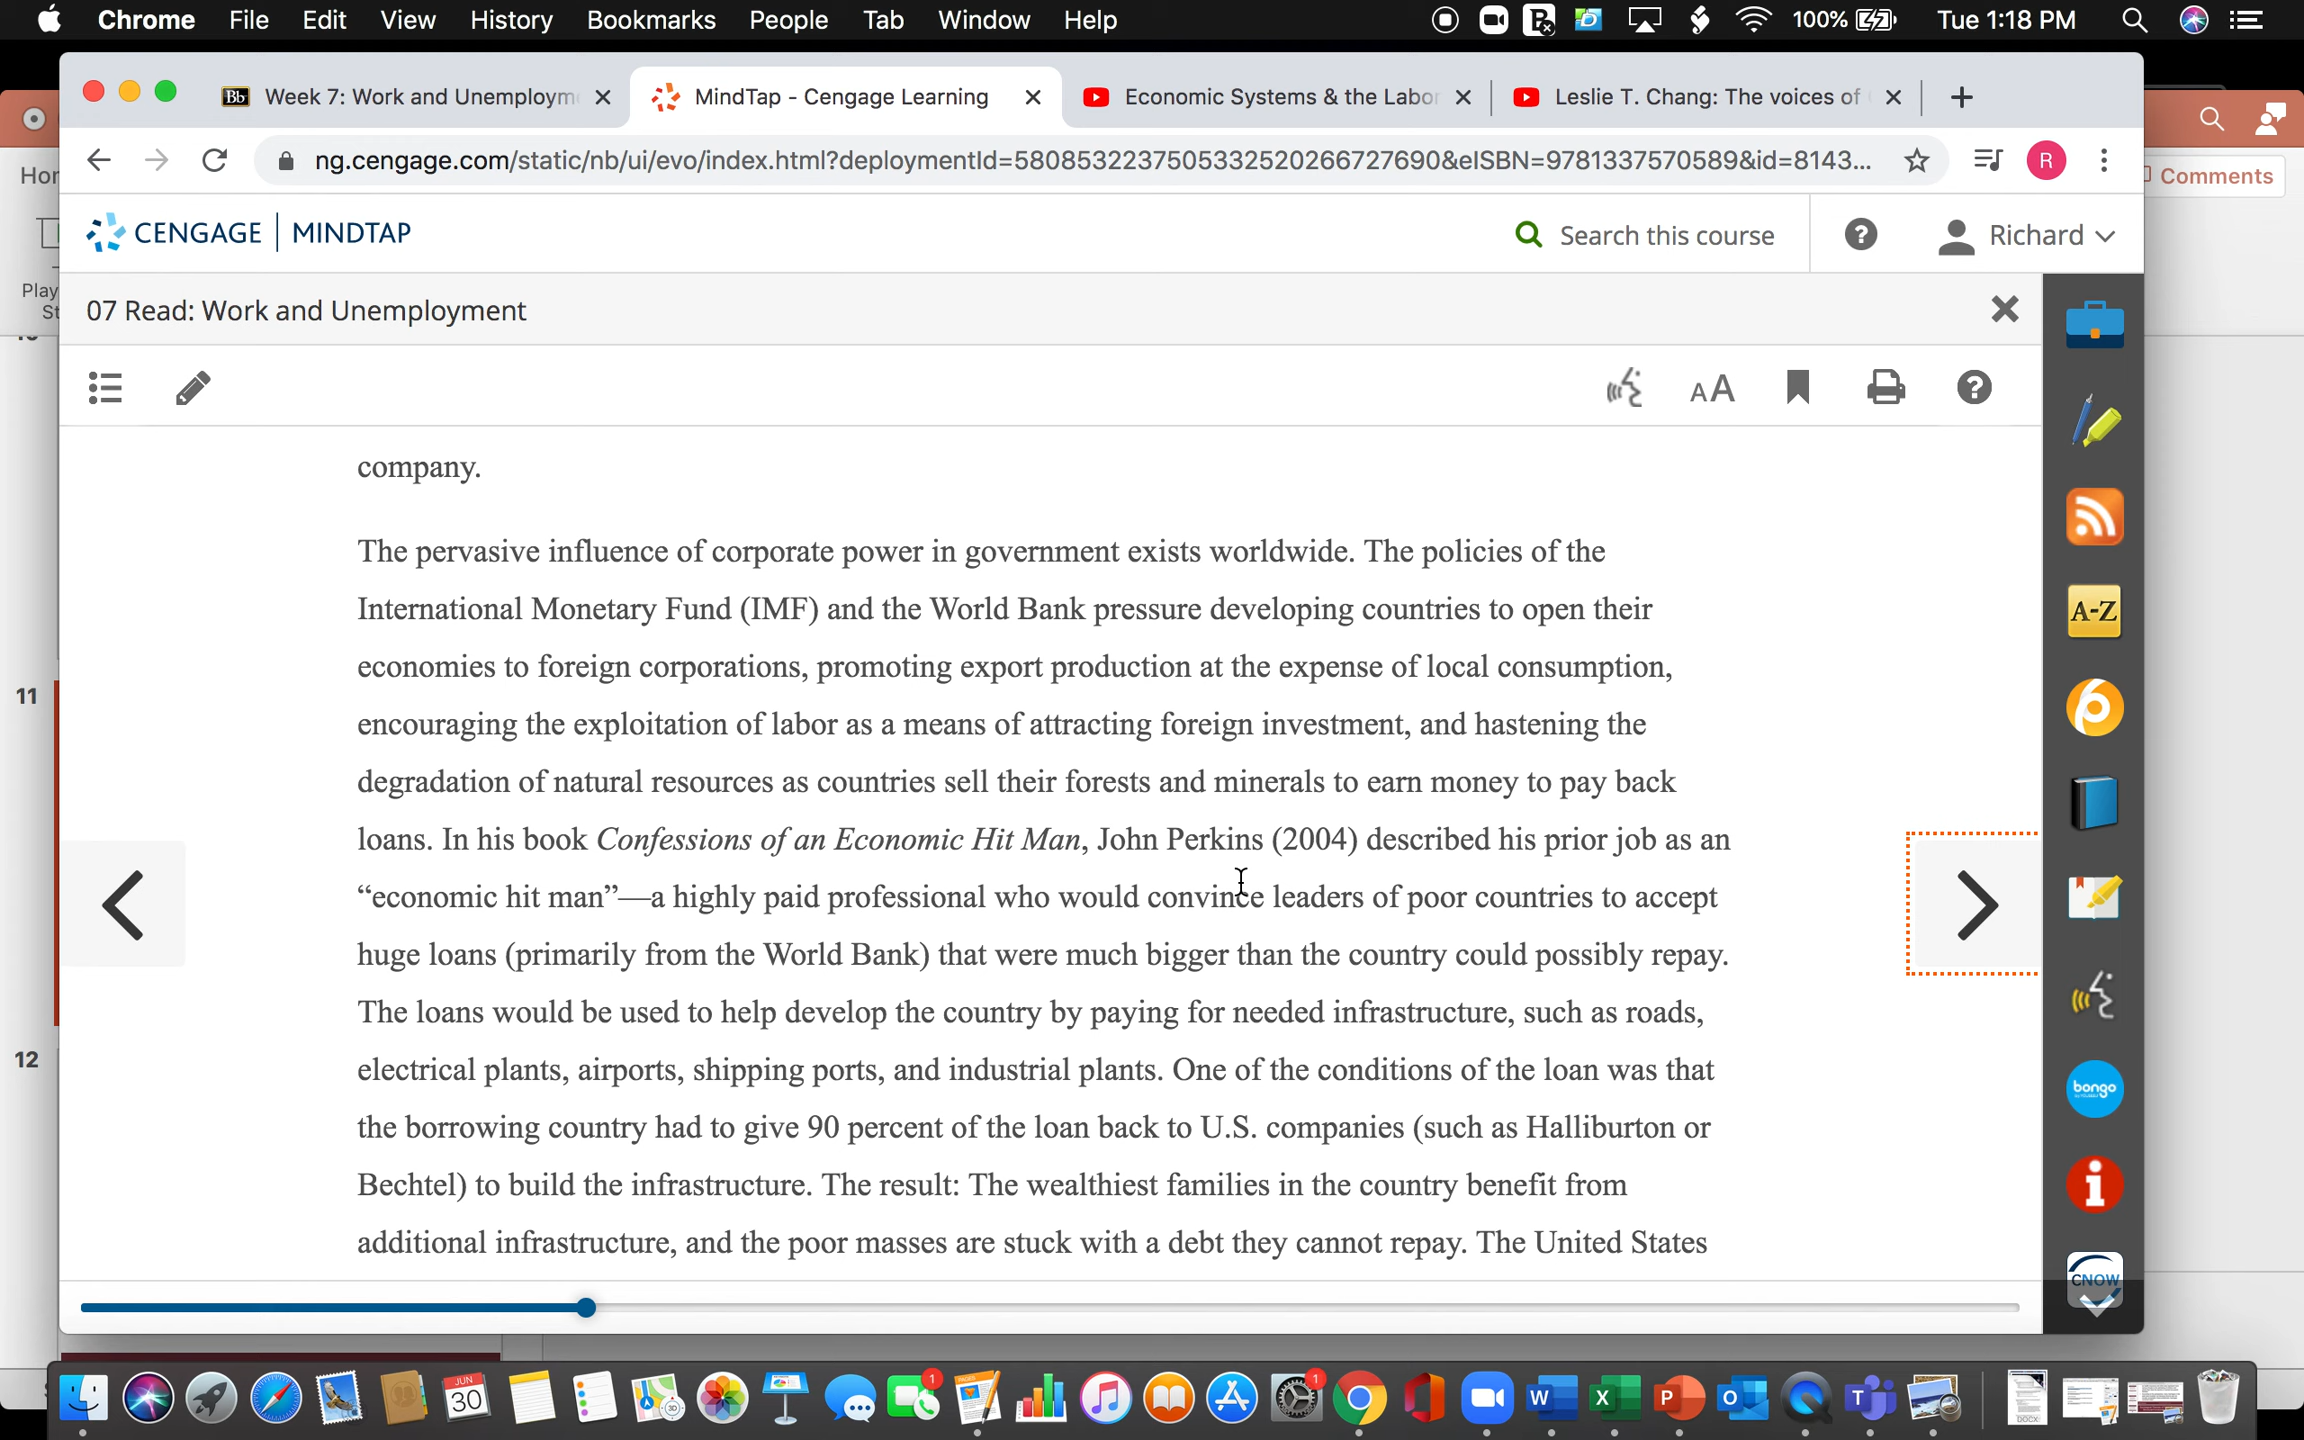 Chrome File Edit View History Bookmarks People Tab Window Help 100% Tue 1:18 PM
Bb Week 7: Work and Unemploym
MindTap - Cengage Learning
Economic Systems & the Labor
Leslie T. Chang: The voices of
ng.cengage.com/static/nb/ui/evo/index.html?deploymentId=5808532237505332520266727690&eISBN=9781337570589&id=8143...
R
Comments
CENGAGE MINDTAP
Search this course
Richard
Play
07 Read: Work and Unemployment
AA
company.
The pervasive influence of corporate power in government exists worldwide. The policies of the
International Monetary Fund (IMF) and the World Bank pressure developing countries to open their
economies to foreign corporations, promoting export production at the expense of local consumption,
encouraging the exploitation of labor as a means of attracting foreign investment, and hastening the
degradation of natural resources as countries sell their forests and minerals to earn money to pay back
loans. In his book Confessions of an Economic Hit Man, John Perkins (2004) described his prior job as an
“economic hit man”—a highly paid professional who would convince leaders of poor countries to accept
huge loans (primarily from the World Bank) that were much bigger than the country could possibly repay.
The loans would be used to help develop the country by paying for needed infrastructure, such as roads,
electrical plants, airports, shipping ports, and industrial plants. One of the conditions of the loan was that
the borrowing country had to give 90 percent of the loan back to U.S. companies (such as Halliburton or
Bechtel) to build the infrastructure. The result: The wealthiest families in the country benefit from
additional infrastructure, and the poor masses are stuck with a debt they cannot repay. The United States
11
12
A-Z
bongo
CNOW
JUN
30
1
1